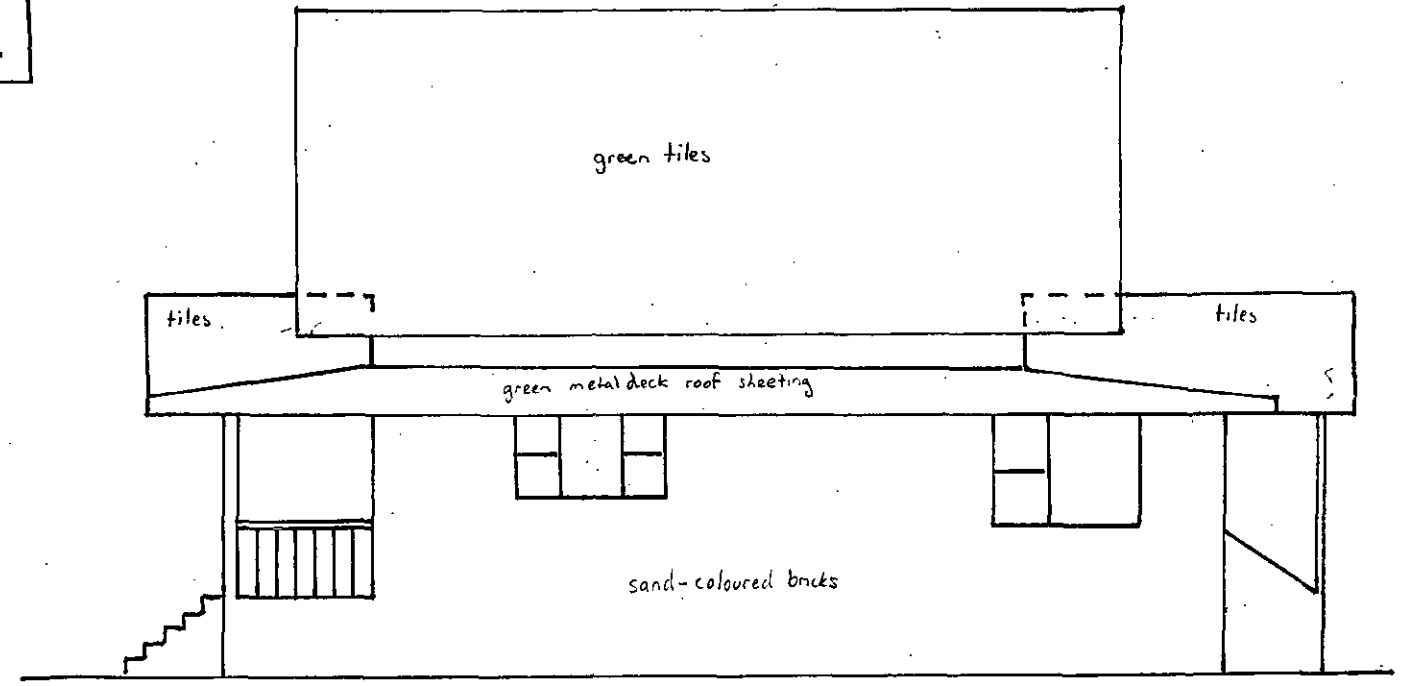 green tiles
tiles
tiles
green metal deck roof sheeting
sand-coloured bricks